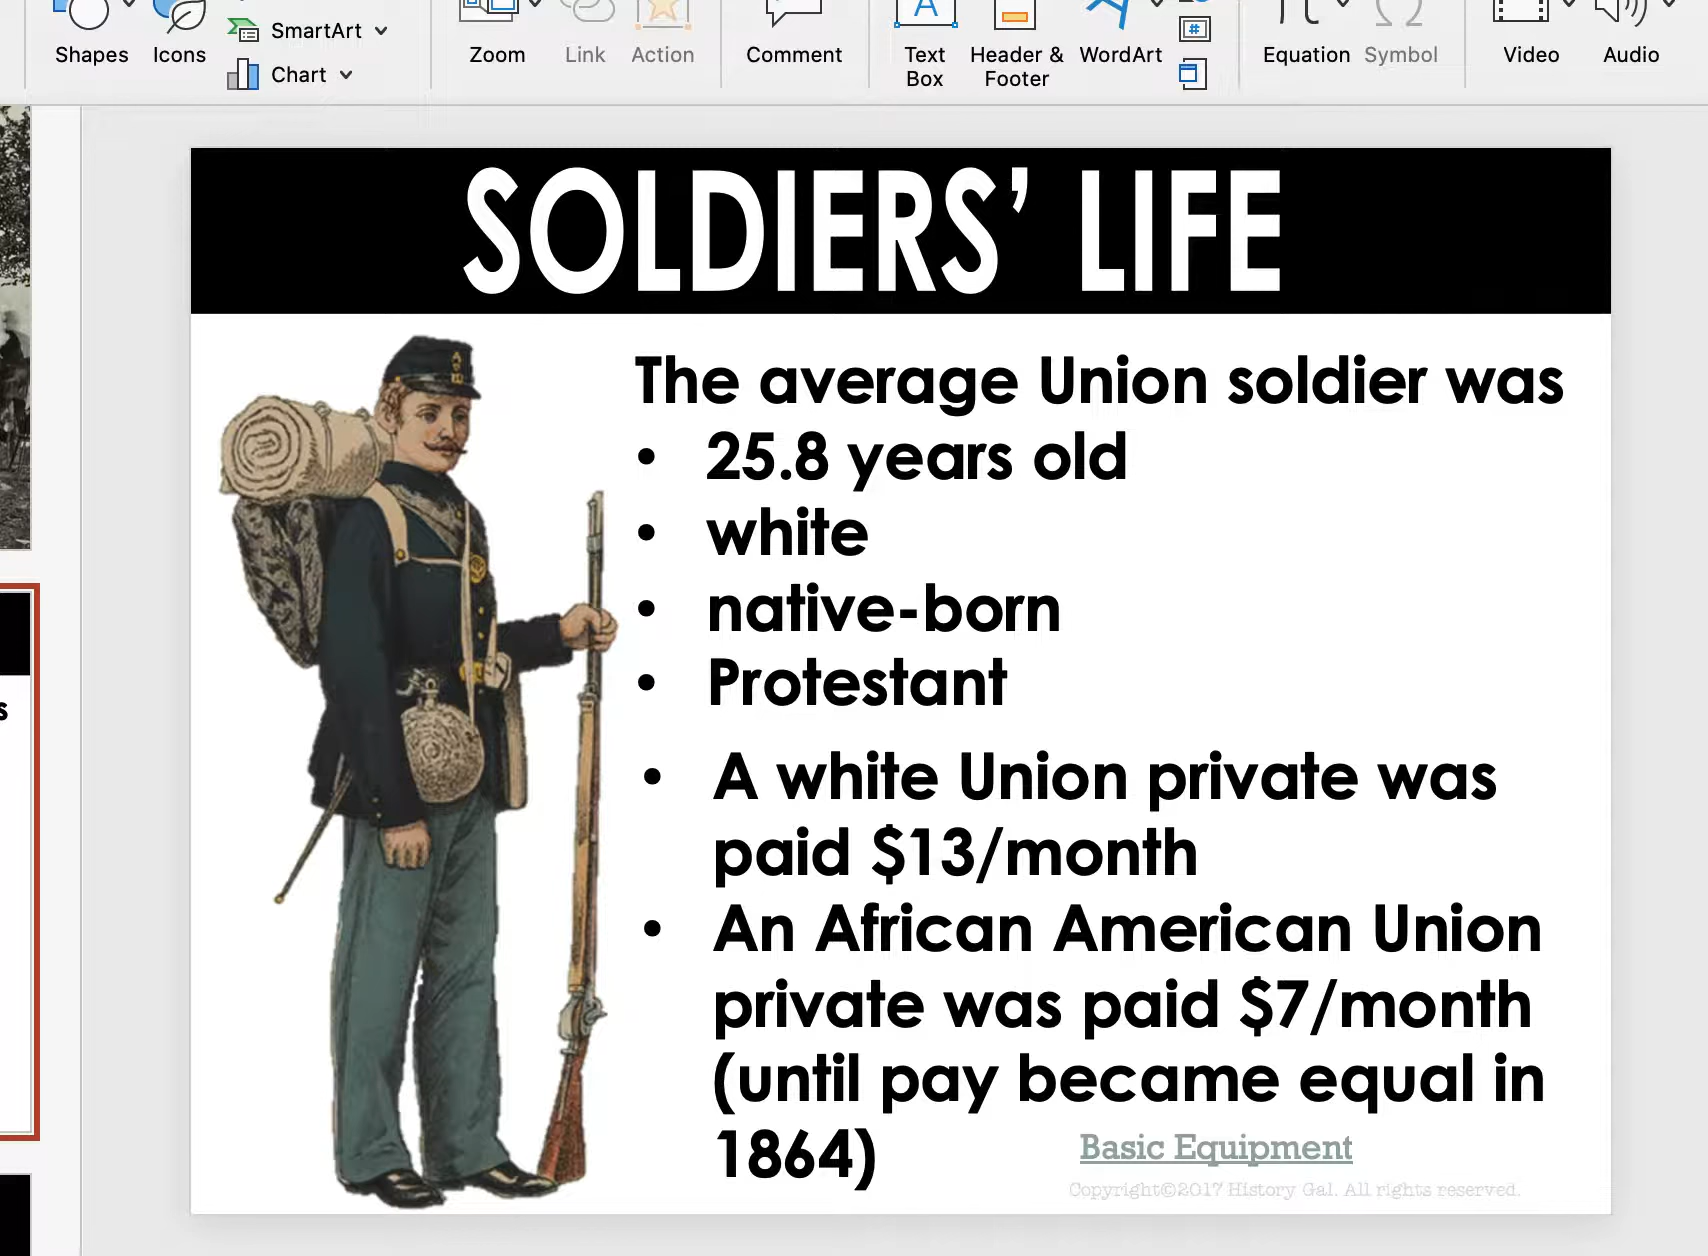 Shapes
Icons
SmartArt
Chart
Zoom
Link
Action
Comment
Text
Box
Header &
Footer
WordArt
Equation
Symbol
Video
Audio
s
SOLDIERS’ LIFE
The average Union soldier was
• 25.8 years old
• white
• native-born
• Protestant
• A white Union private was
paid $13/month
• An African American Union
private was paid $7/month
(until pay became equal in
1864)
Basic Equipment
Copyright©2017 History Gal. All rights reserved.